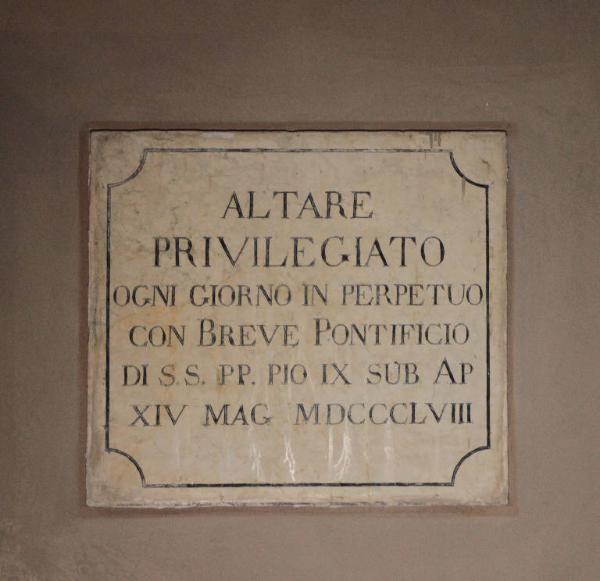 ALTARE
PRIVILEGIATO
OGNI GIORNO IN PERPETUO
CON BREVE PONTIFICIO
DI S.S. PP. PIO IX SUB AP
XIV MAG MDCCCLVIII